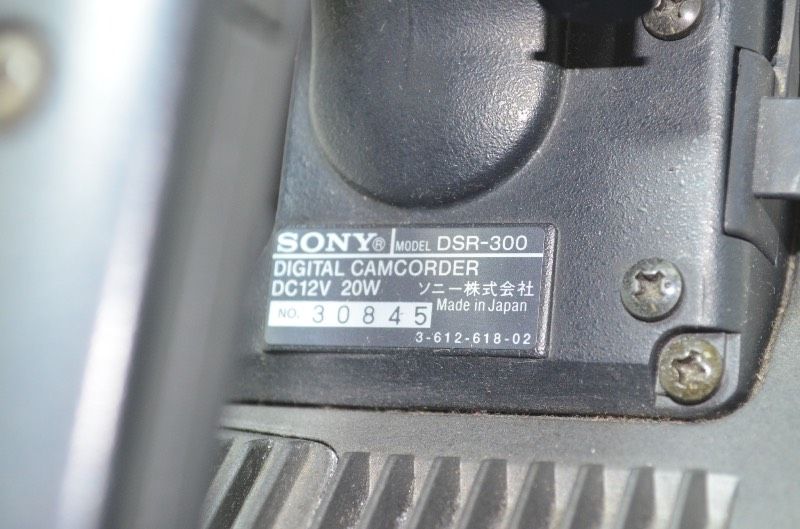 SONY® MODEL DSR-300
DIGITAL CAMCORDER
DC12V 20W ソニー株式会社
NO. 30845 Made in Japan
3-612-618-02